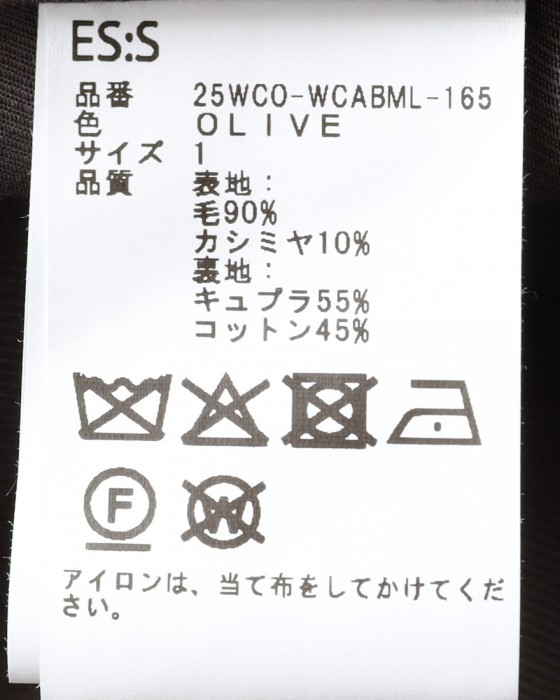 ES:S
品番 25WCO-WCABML-165
色 OLIVE
サイズ 1
品質 表地：
毛90%
カシミヤ10%
裏地：
キュプラ55%
コットン45%
F W
アイロンは、当て布をしてかけてくだ
さい。